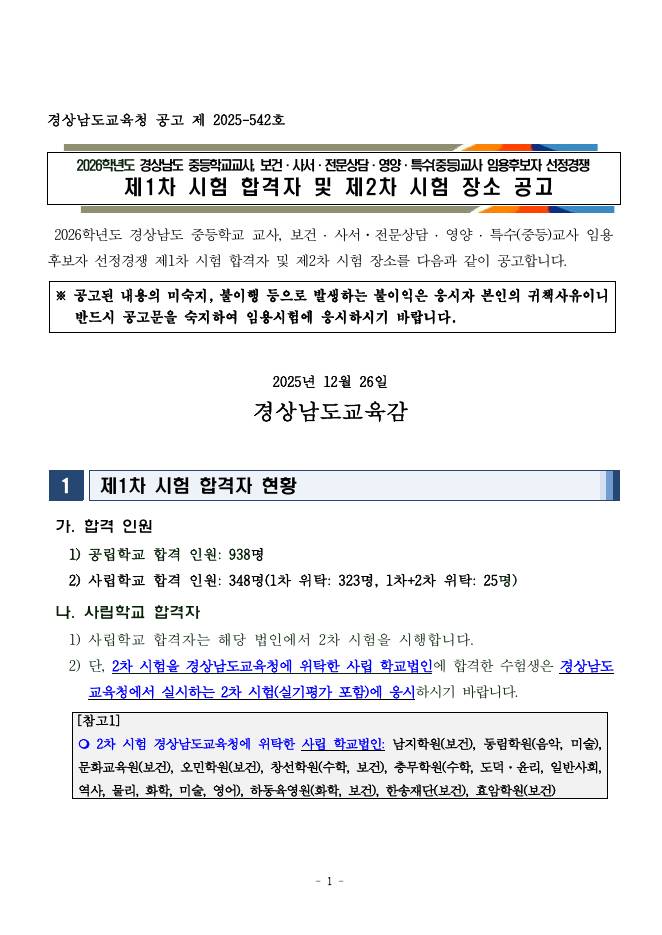 경상남도교육청 공고 제 2025-542호
2026학년도 경상남도 중등학교교사, 보건·사서·전문상담·영양·특수(중등)교사 임용후보자 선정경쟁
제1차 시험 합격자 및 제2차 시험 장소 공고
2026학년도 경상남도 중등학교 교사, 보건·사서·전문상담·영양·특수(중등)교사 임용
후보자 선정경쟁 제1차 시험 합격자 및 제2차 시험 장소를 다음과 같이 공고합니다.
※ 공고된 내용의 미숙지, 불이행 등으로 발생하는 불이익은 응시자 본인의 귀책사유이니
반드시 공고문을 숙지하여 임용시험에 응시하시기 바랍니다.
2025년 12월 26일
경상남도교육감
1 제1차 시험 합격자 현황
가. 합격 인원
1) 공립학교 합격 인원: 938명
2) 사립학교 합격 인원: 348명(1차 위탁: 323명, 1차+2차 위탁: 25명)
나. 사립학교 합격자
1) 사립학교 합격자는 해당 법인에서 2차 시험을 시행합니다.
2) 단, 2차 시험을 경상남도교육청에 위탁한 사립 학교법인에 합격한 수험생은 경상남도
교육청에서 실시하는 2차 시험(실기평가 포함)에 응시하시기 바랍니다.
[참고1]
❍ 2차 시험 경상남도교육청에 위탁한 사립 학교법인: 남지학원(보건), 동림학원(음악, 미술),
문화교육원(보건), 오민학원(보건), 창선학원(수학, 보건), 충무학원(수학, 도덕·윤리, 일반사회,
역사, 물리, 화학, 미술, 영어), 하동육영원(화학, 보건), 한송재단(보건), 효암학원(보건)
- 1 -